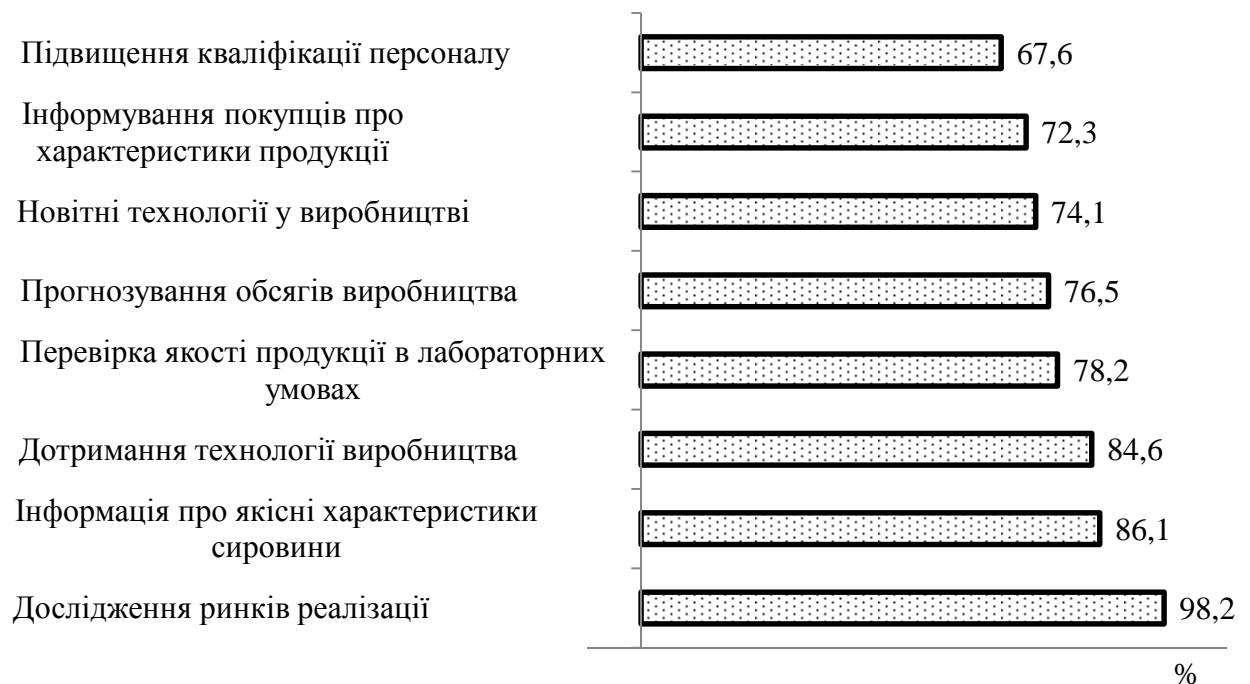 Підвищення кваліфікації персоналу
67,6
Інформування покупців про
характеристики продукції
72,3
Новітні технології у виробництві
74,1
Прогнозування обсягів виробництва
76,5
Перевірка якості продукції в лабораторних
умовах
78,2
Дотримання технології виробництва
84,6
Інформація про якісні характеристики
сировини
86,1
Дослідження ринків реалізації
98,2
%